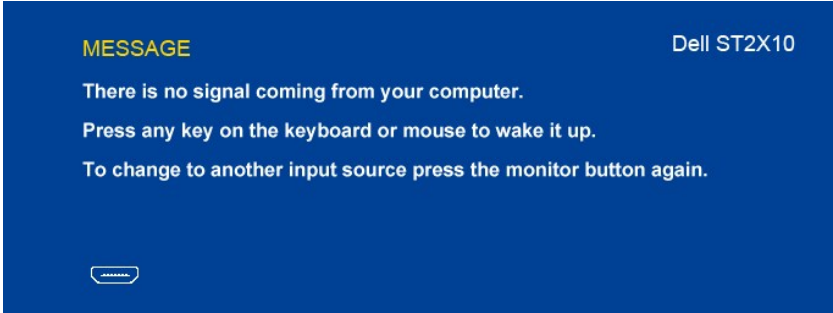 MESSAGE
Dell ST2X10
There is no signal coming from your computer.
Press any key on the keyboard or mouse to wake it up.
To change to another input source press the monitor button again.